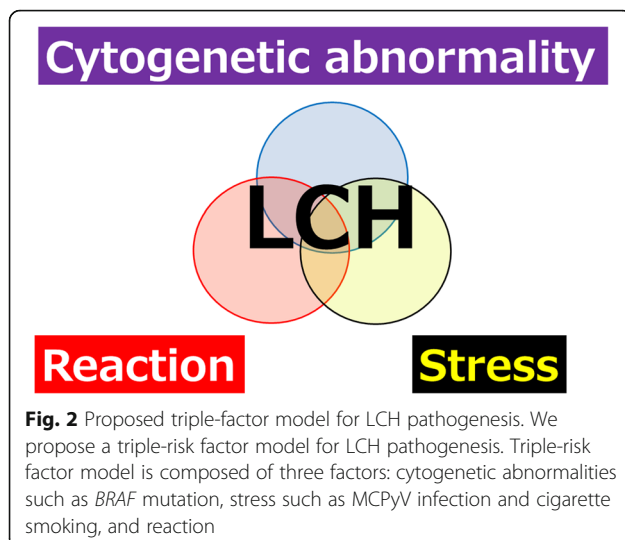 Cytogenetic abnormality
LCH
Reaction
Stress
Fig. 2 Proposed triple-factor model for LCH pathogenesis. We
propose a triple-risk factor model for LCH pathogenesis. Triple-risk
factor model is composed of three factors: cytogenetic abnormalities
such as BRAF mutation, stress such as MCPyV infection and cigarette
smoking, and reaction